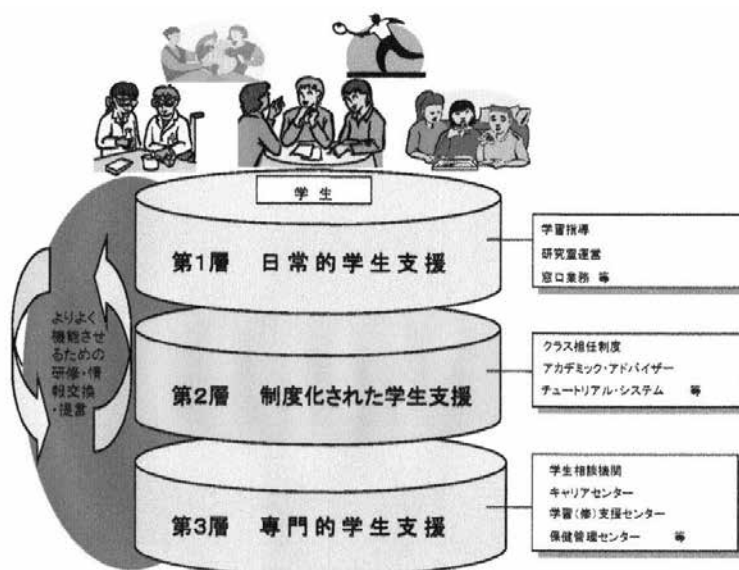 学生
第1層 日常的学生支援
学習指導
研究室運営
窓口業務 等
よりよく
機能させ
るための
研修・情
報交換
・提言
第2層 制度化された学生支援
クラス担任制度
アカデミック・アドバイザー
チュートリアル・システム 等
第3層 専門的学生支援
学生相談機関
キャリアセンター
学習(修)支援センター
保健管理センター 等